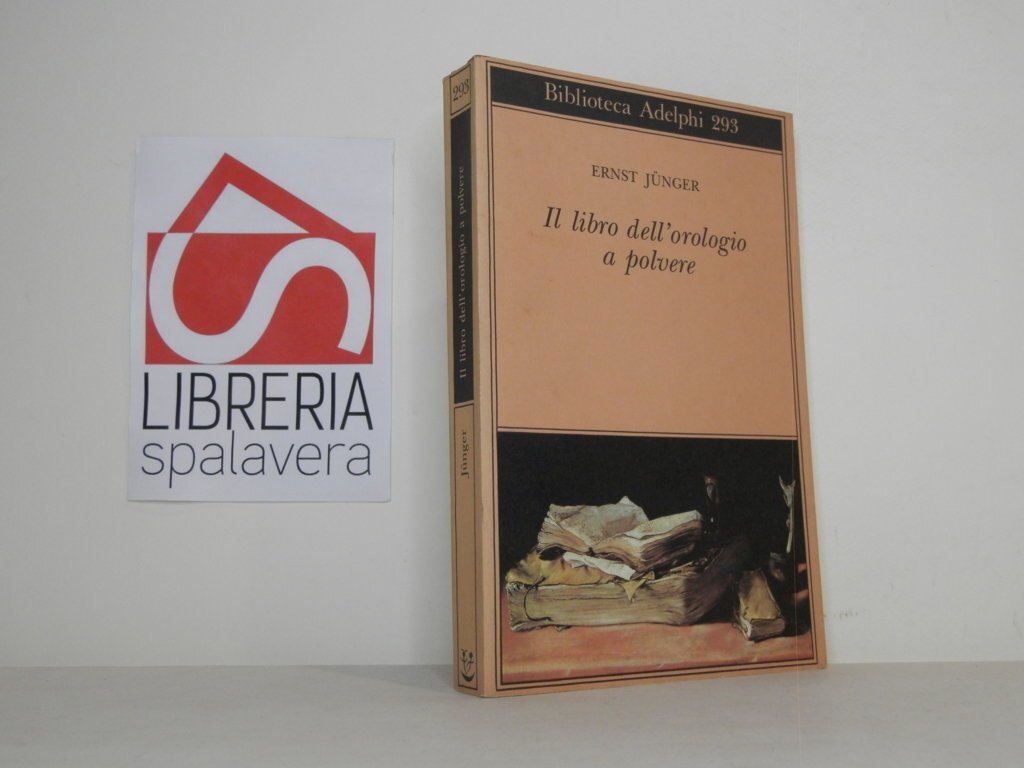 LIBRERIA
spalavera
293
Il libro dell'orologio a polvere
Jünger
Biblioteca Adelphi 293
ERNST JÜNGER
Il libro dell'orologio
a polvere